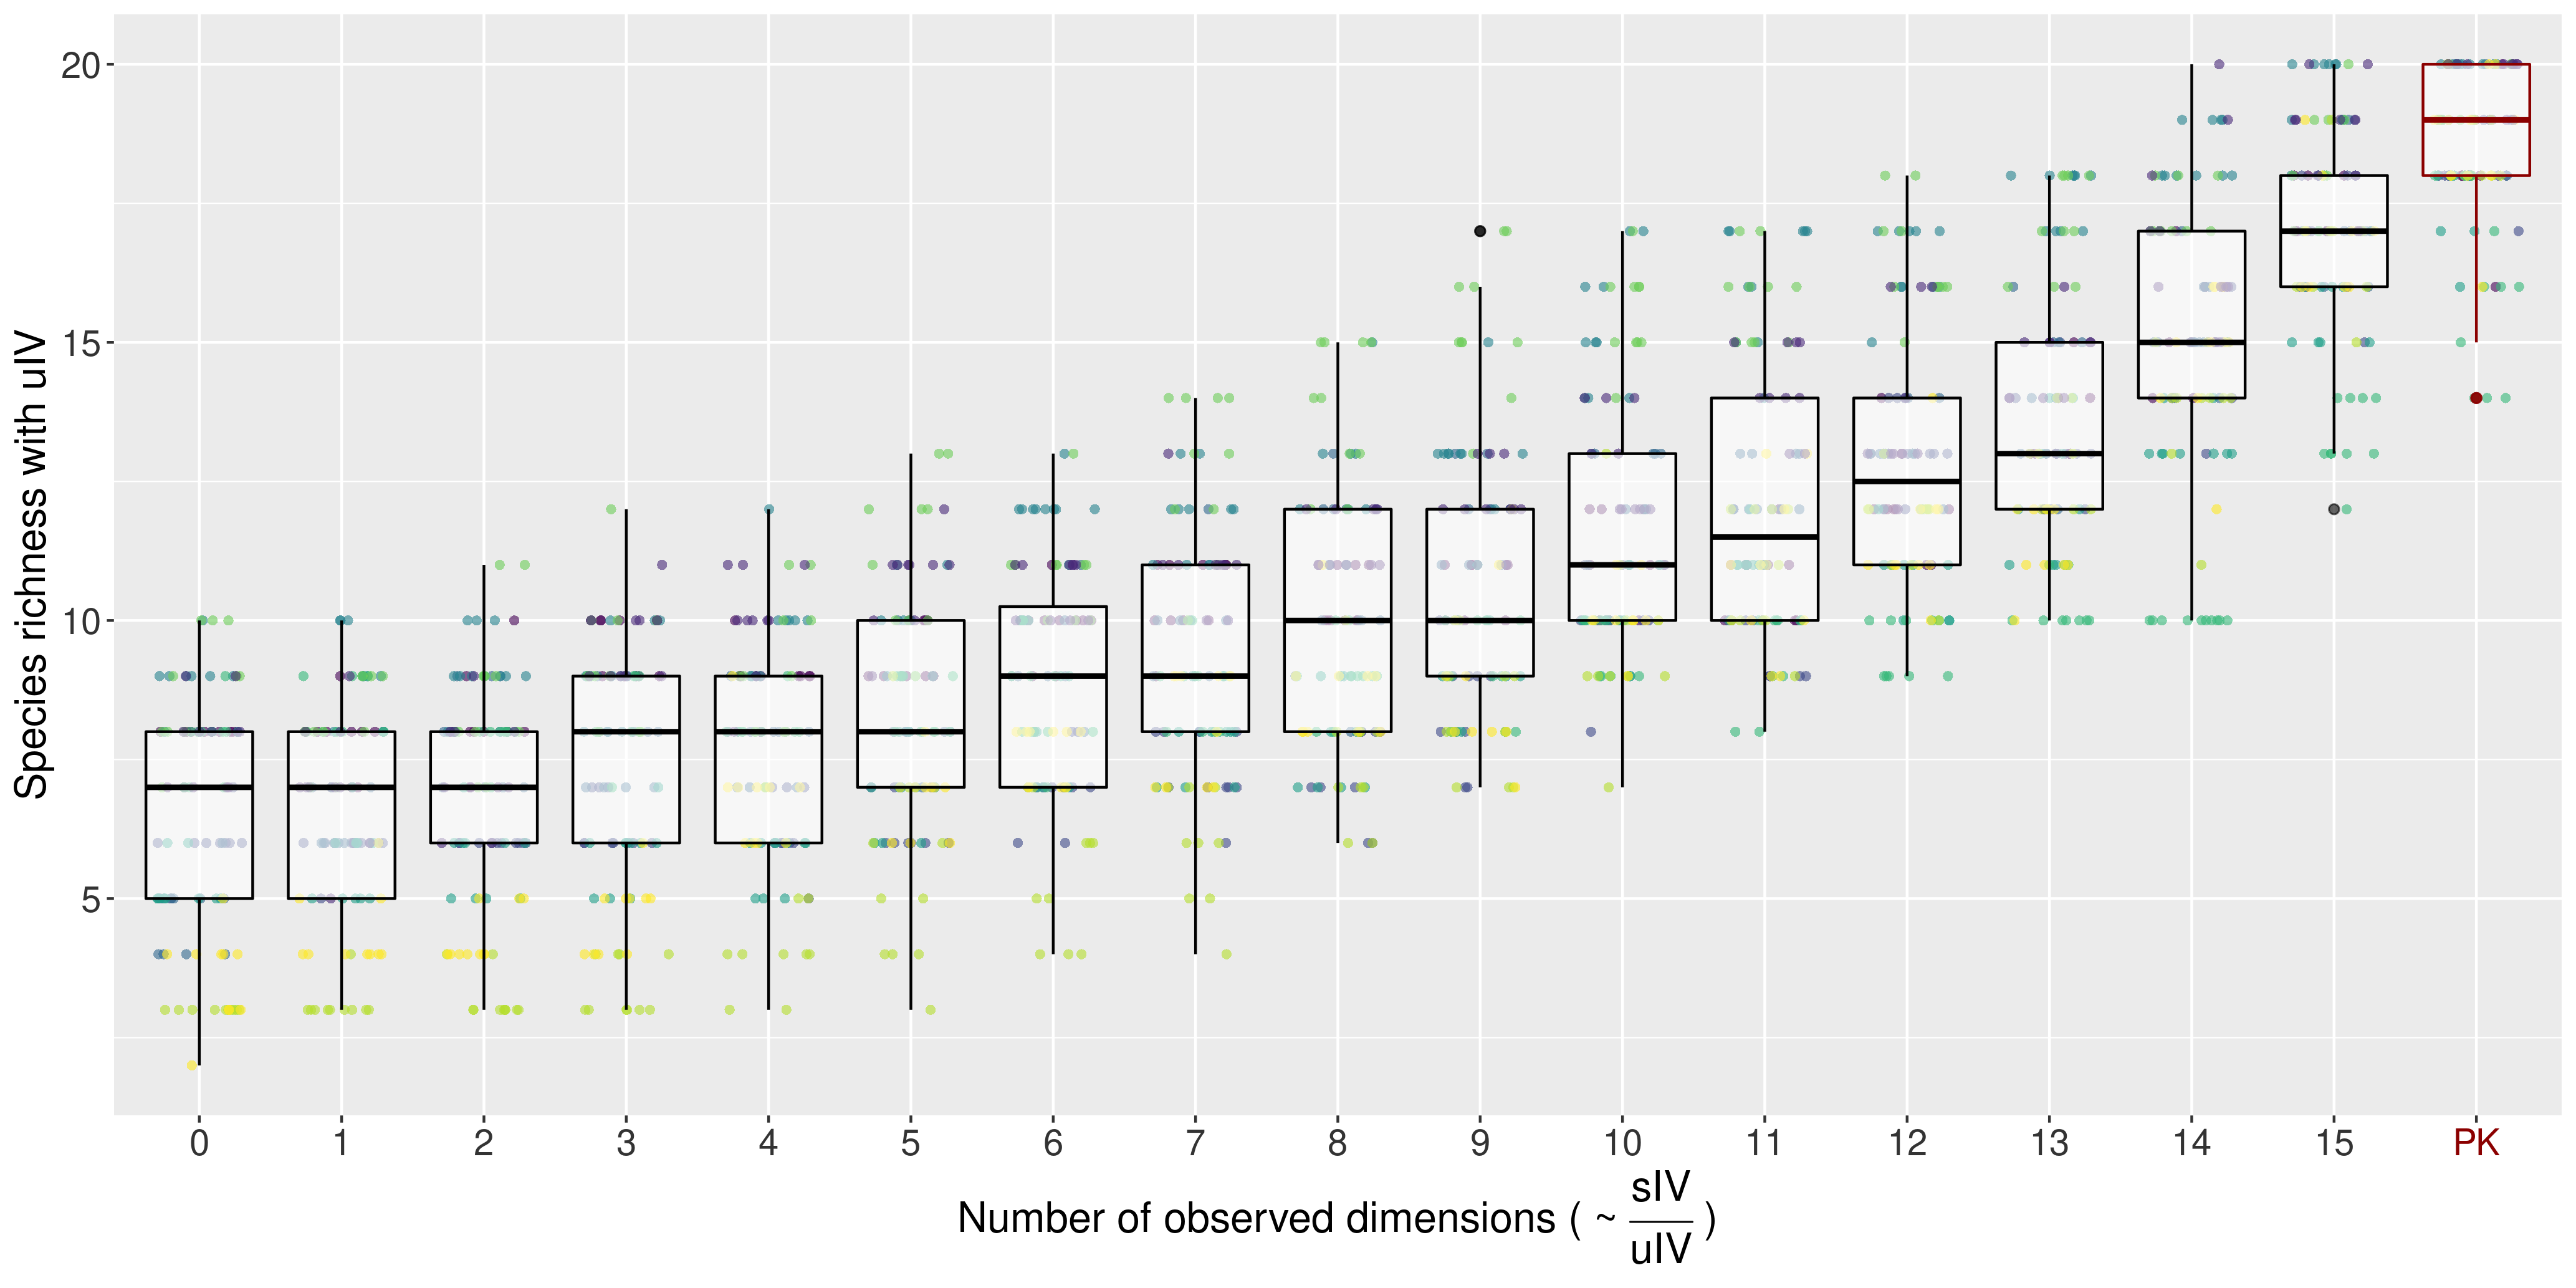 Species richness with uIV
20
15
10
5
0 1 2 3 4 5 6 7 8 9 10 11 12 13 14 15 PK
Number of observed dimensions ( ~ sIV / uIV )